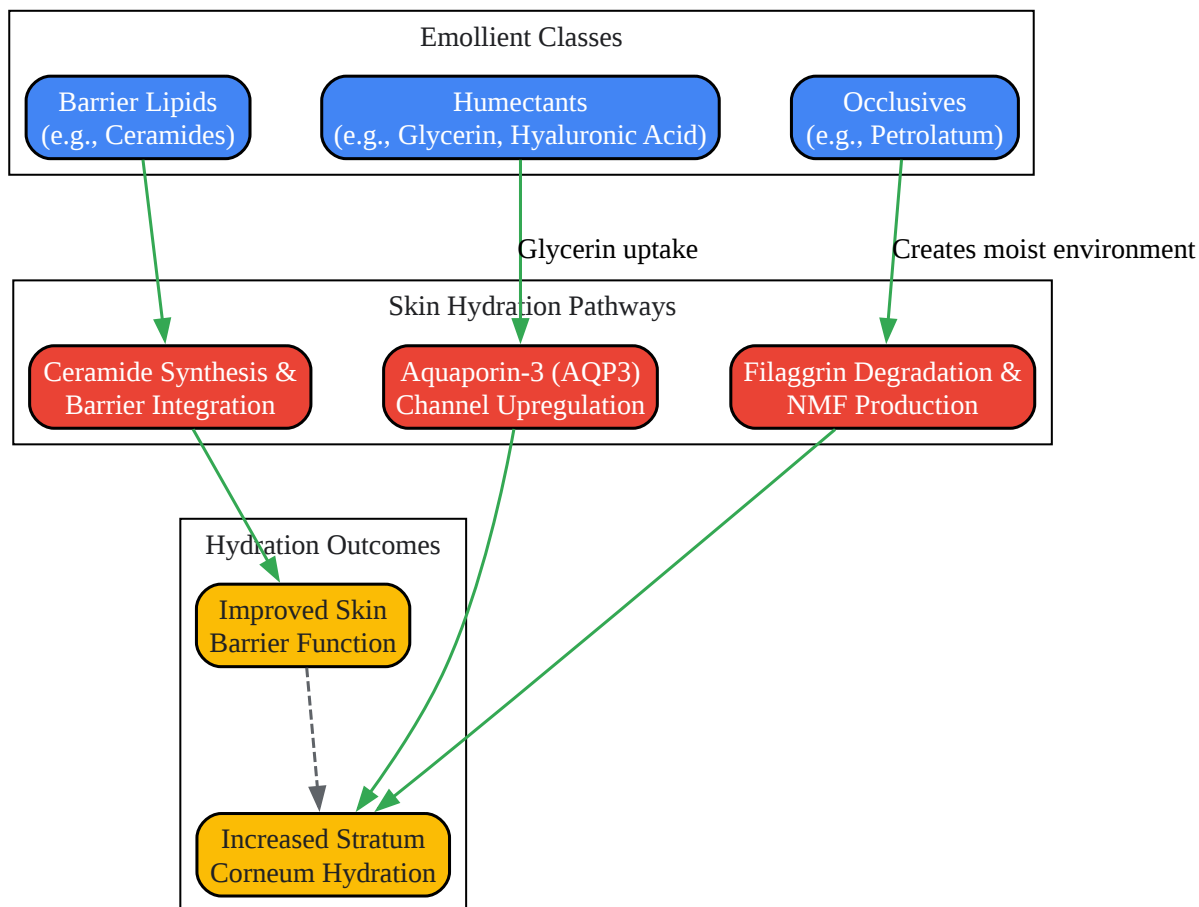 Emollient Classes
Barrier Lipids
(e.g., Ceramides)
Humectants
(e.g., Glycerin, Hyaluronic Acid)
Occlusives
(e.g., Petrolatum)
Glycerin uptake
Creates moist environment
Skin Hydration Pathways
Ceramide Synthesis &
Barrier Integration
Aquaporin-3 (AQP3)
Channel Upregulation
Filaggrin Degradation &
NMF Production
Hydration Outcomes
Improved Skin
Barrier Function
Increased Stratum
Corneum Hydration